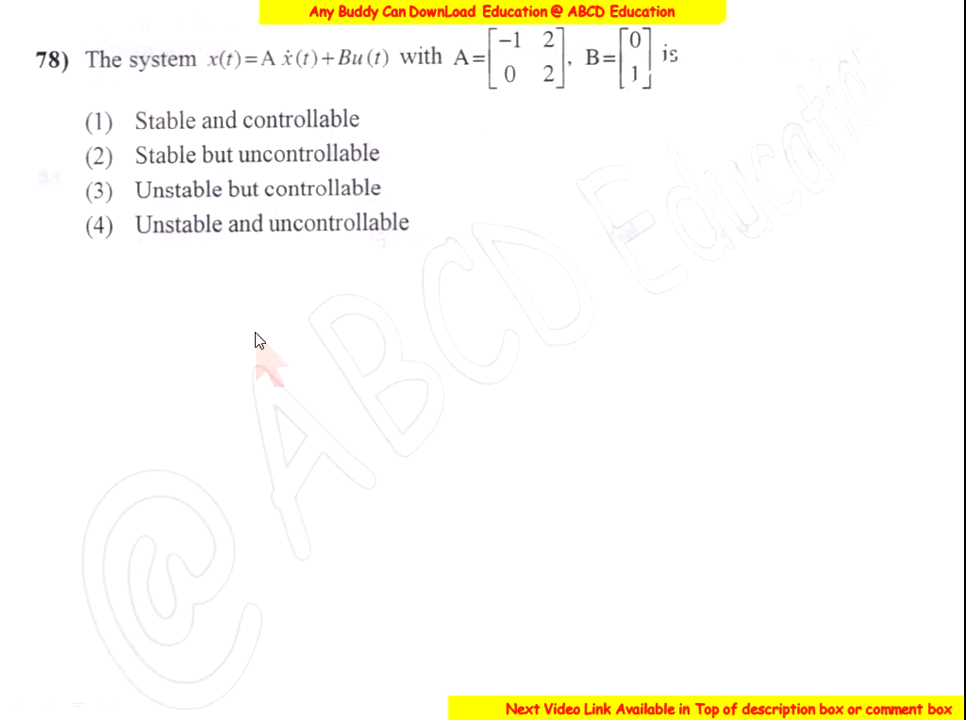 Any Buddy Can DownLoad Education @ ABCD Education
78) The system x(t)=A ẋ(t)+Bu(t) with A=[−1 2; 0 2], B=[0; 1] is
(1) Stable and controllable
(2) Stable but uncontrollable
(3) Unstable but controllable
(4) Unstable and uncontrollable
@ABCD Education
Next Video Link Available in Top of description box or comment box